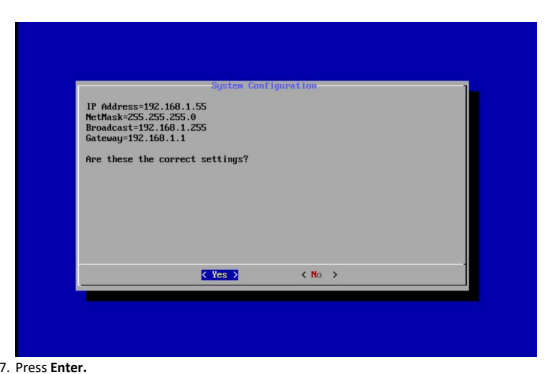 System Configuration
IP Address=192.168.1.55
NetMask=255.255.255.0
Broadcast=192.168.1.255
Gateway=192.168.1.1
Are these the correct settings?
< Yes > < No >
7. Press Enter.